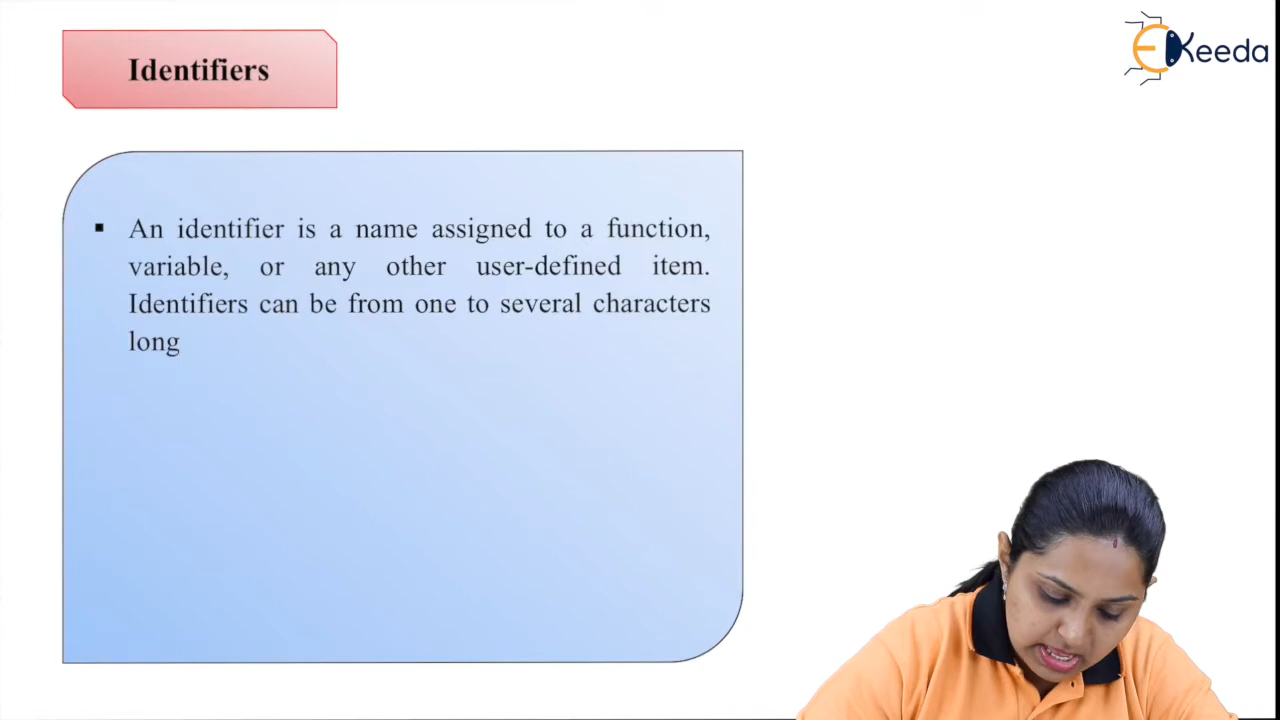 Identifiers
EKeeda
▪ An identifier is a name assigned to a function,
variable, or any other user-defined item.
Identifiers can be from one to several characters
long